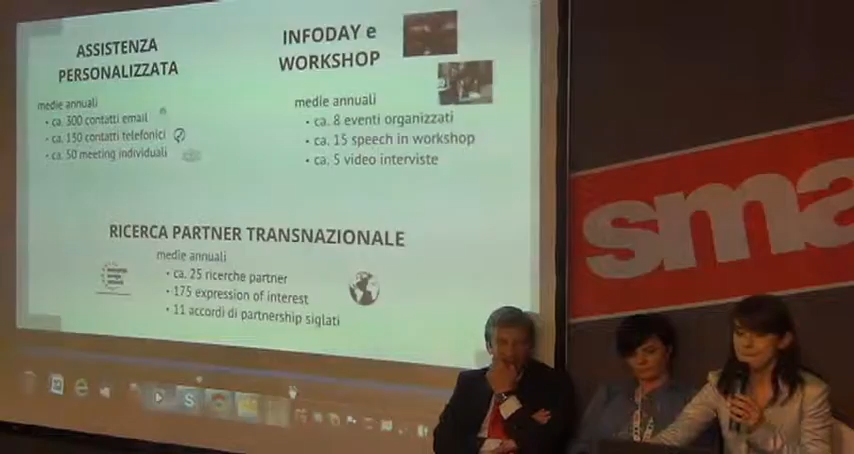 ASSISTENZA
PERSONALIZZATA
medie annuali
• ca. 300 contatti email
• ca. 150 contatti telefonici
• ca. 50 meeting individuali
INFODAY e
WORKSHOP
medie annuali
• ca. 8 eventi organizzati
• ca. 15 speech in workshop
• ca. 5 video interviste
RICERCA PARTNER TRANSNAZIONALE
medie annuali
• ca. 25 ricerche partner
• 175 expression of interest
• 11 accordi di partnership siglati
sma